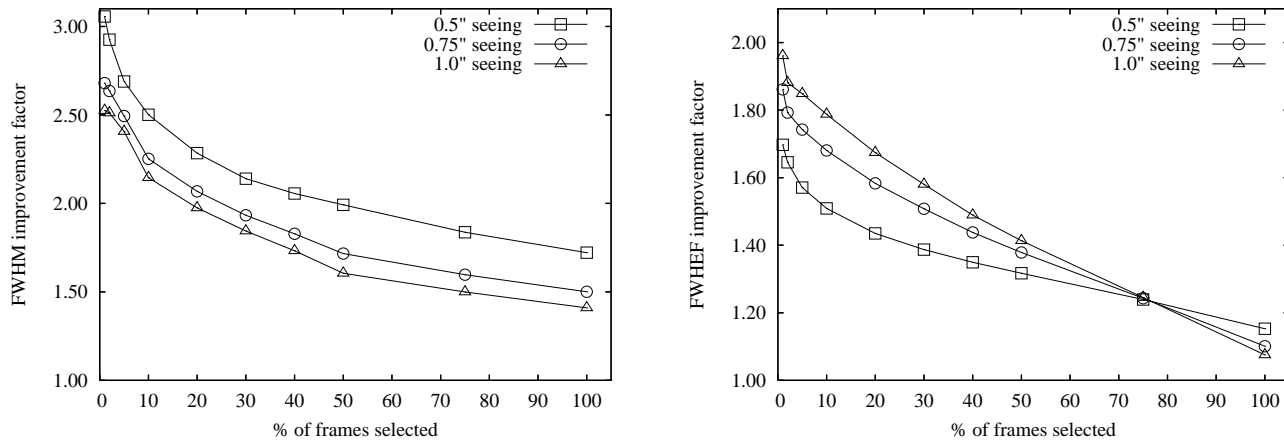 3.00
2.50
2.00
1.50
1.00
FWHM improvement factor
0.5" seeing
0.75" seeing
1.0" seeing
0 10 20 30 40 50 60 70 80 90 100
% of frames selected
2.00
1.80
1.60
1.40
1.20
1.00
FWHEF improvement factor
0.5" seeing
0.75" seeing
1.0" seeing
0 10 20 30 40 50 60 70 80 90 100
% of frames selected